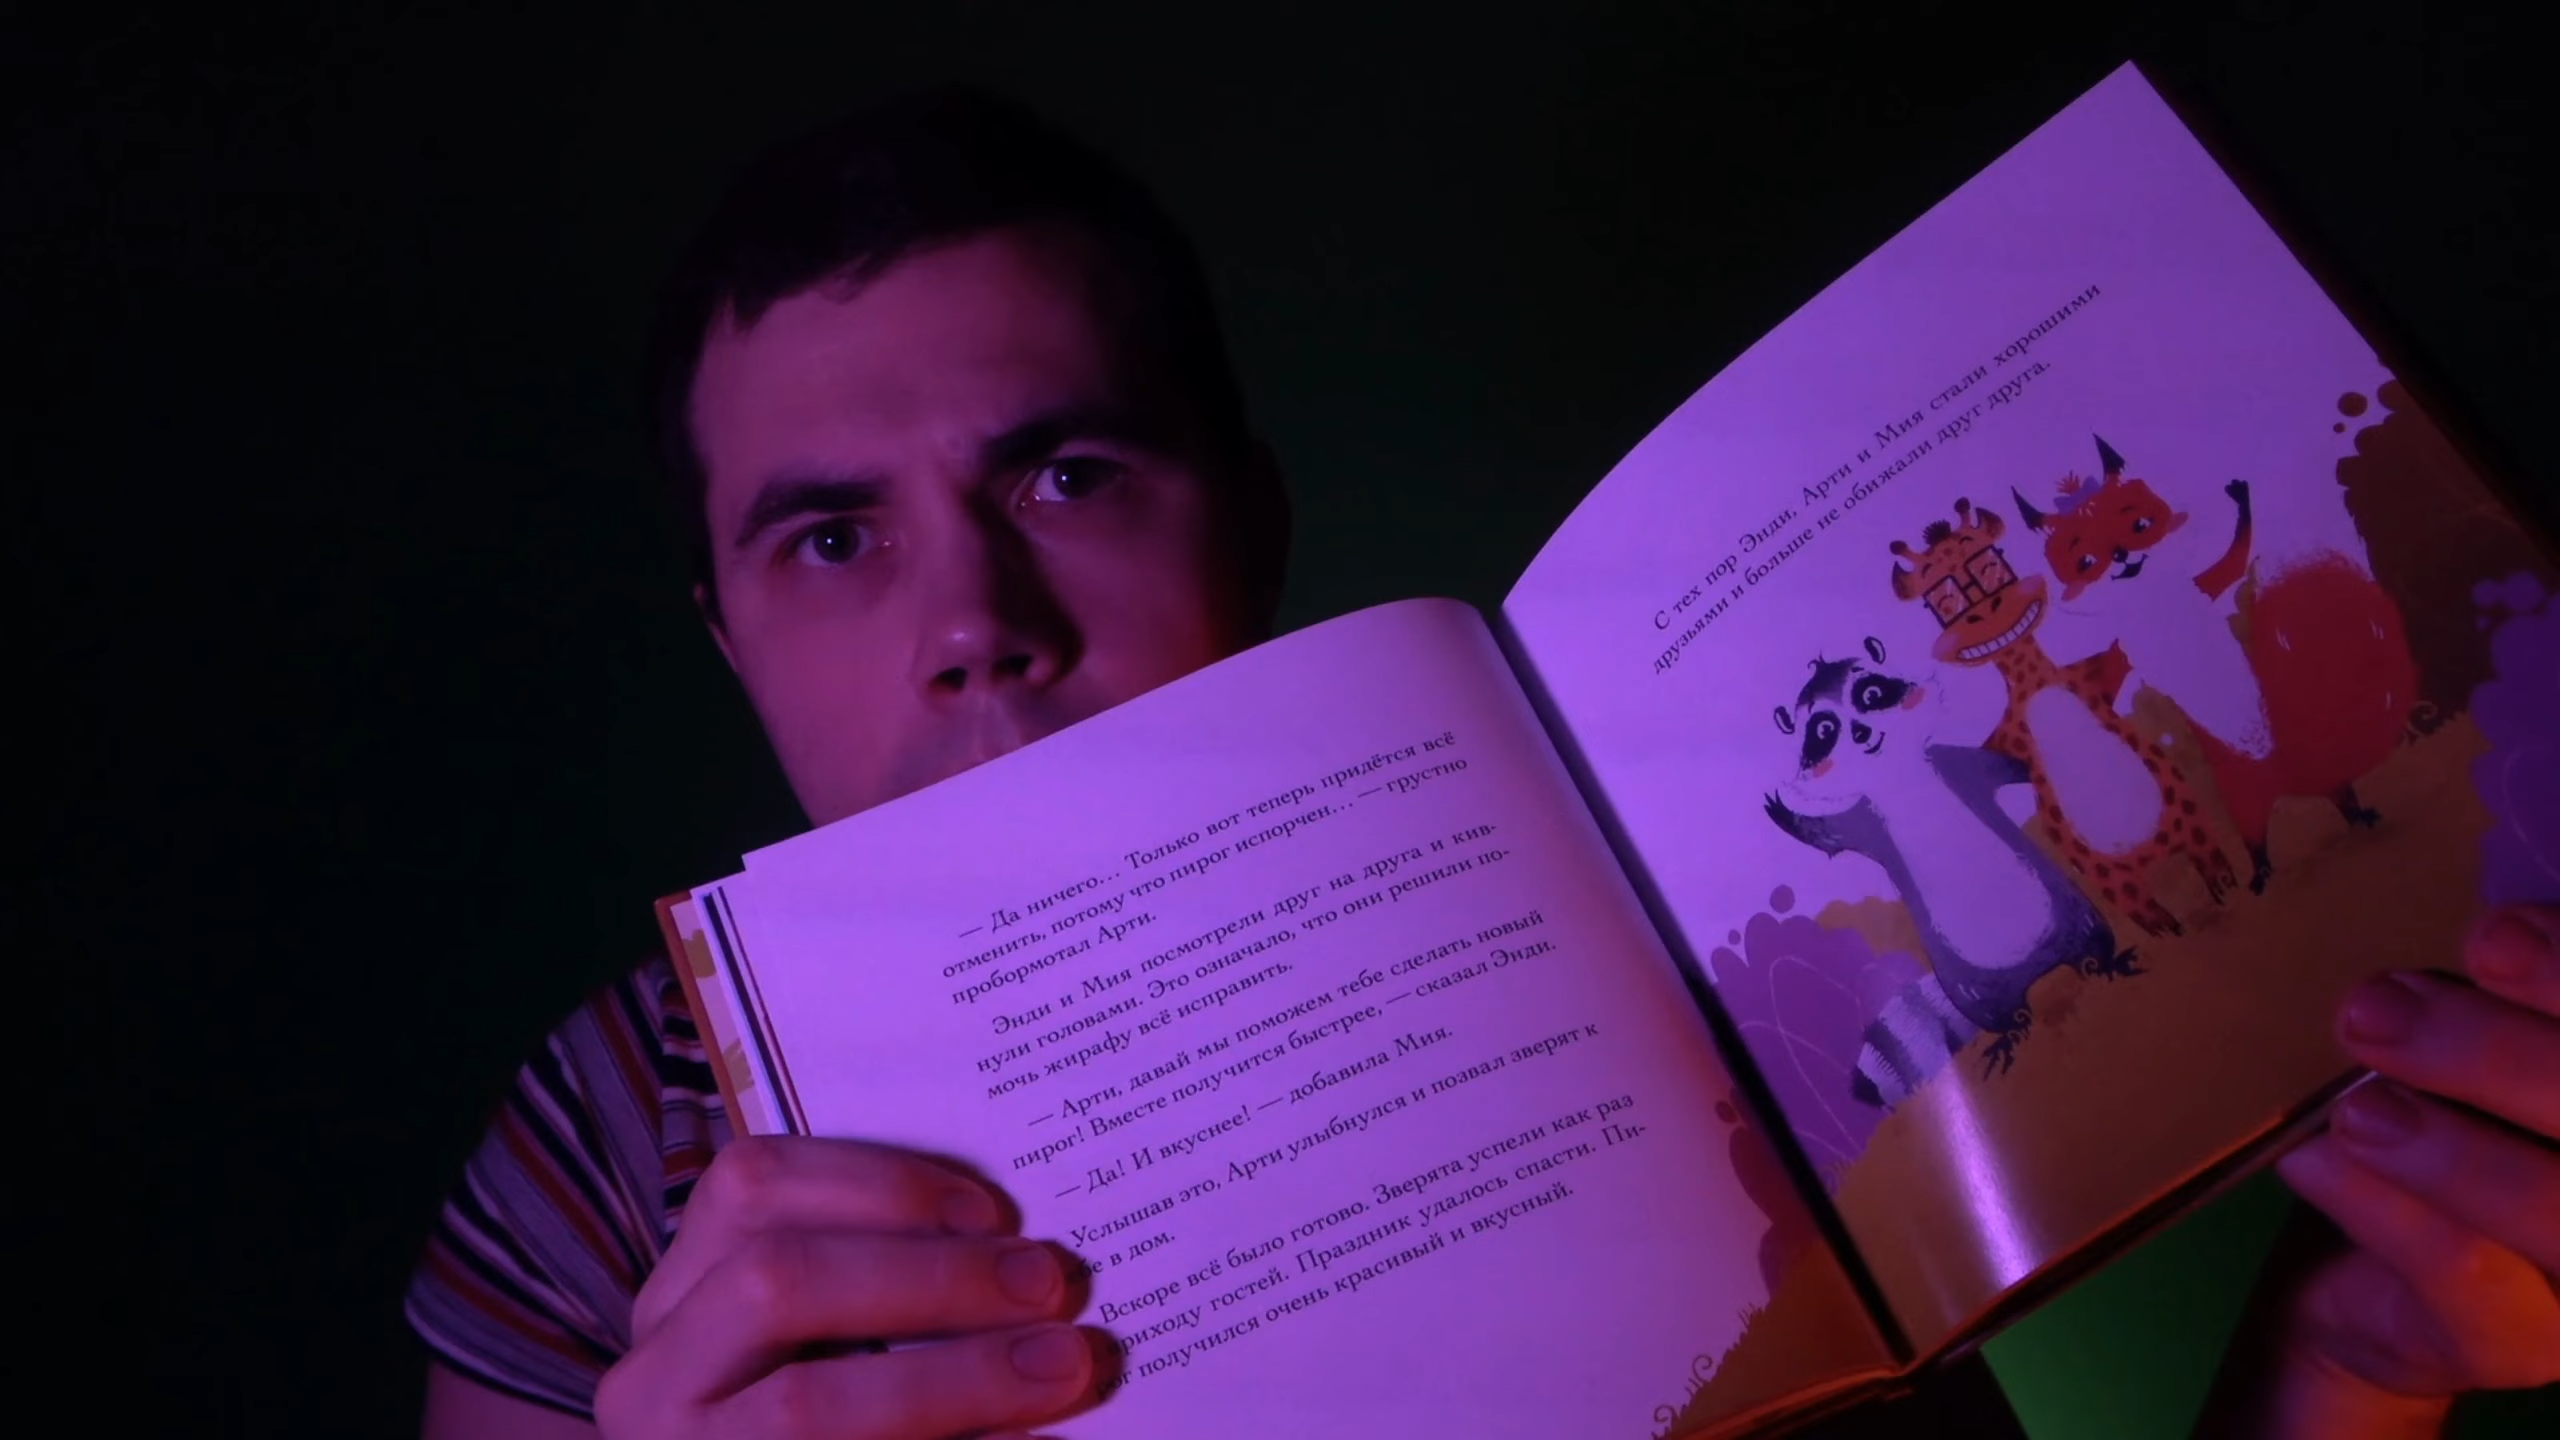 — Да ничего... Только вот теперь придётся всё
отменить, потому что пирог испорчен... — грустно
пробормотал Арти.
Энди и Мия посмотрели друг на друга и кив-
нули головами. Это означало, что они решили по-
мочь жирафу всё исправить.
— Арти, давай мы поможем тебе сделать новый
пирог! Вместе получится быстрее, — сказал Энди.
— Да! И вкуснее! — добавила Мия.
Услышав это, Арти улыбнулся и позвал зверят к
себе в дом.
Вскоре всё было готово. Зверята успели как раз
приходу гостей. Праздник удалось спасти. Пи-
рог получился очень красивый и вкусный.
С тех пор Энди, Арти и Мия стали хорошими
друзьями и больше не обижали друг друга.